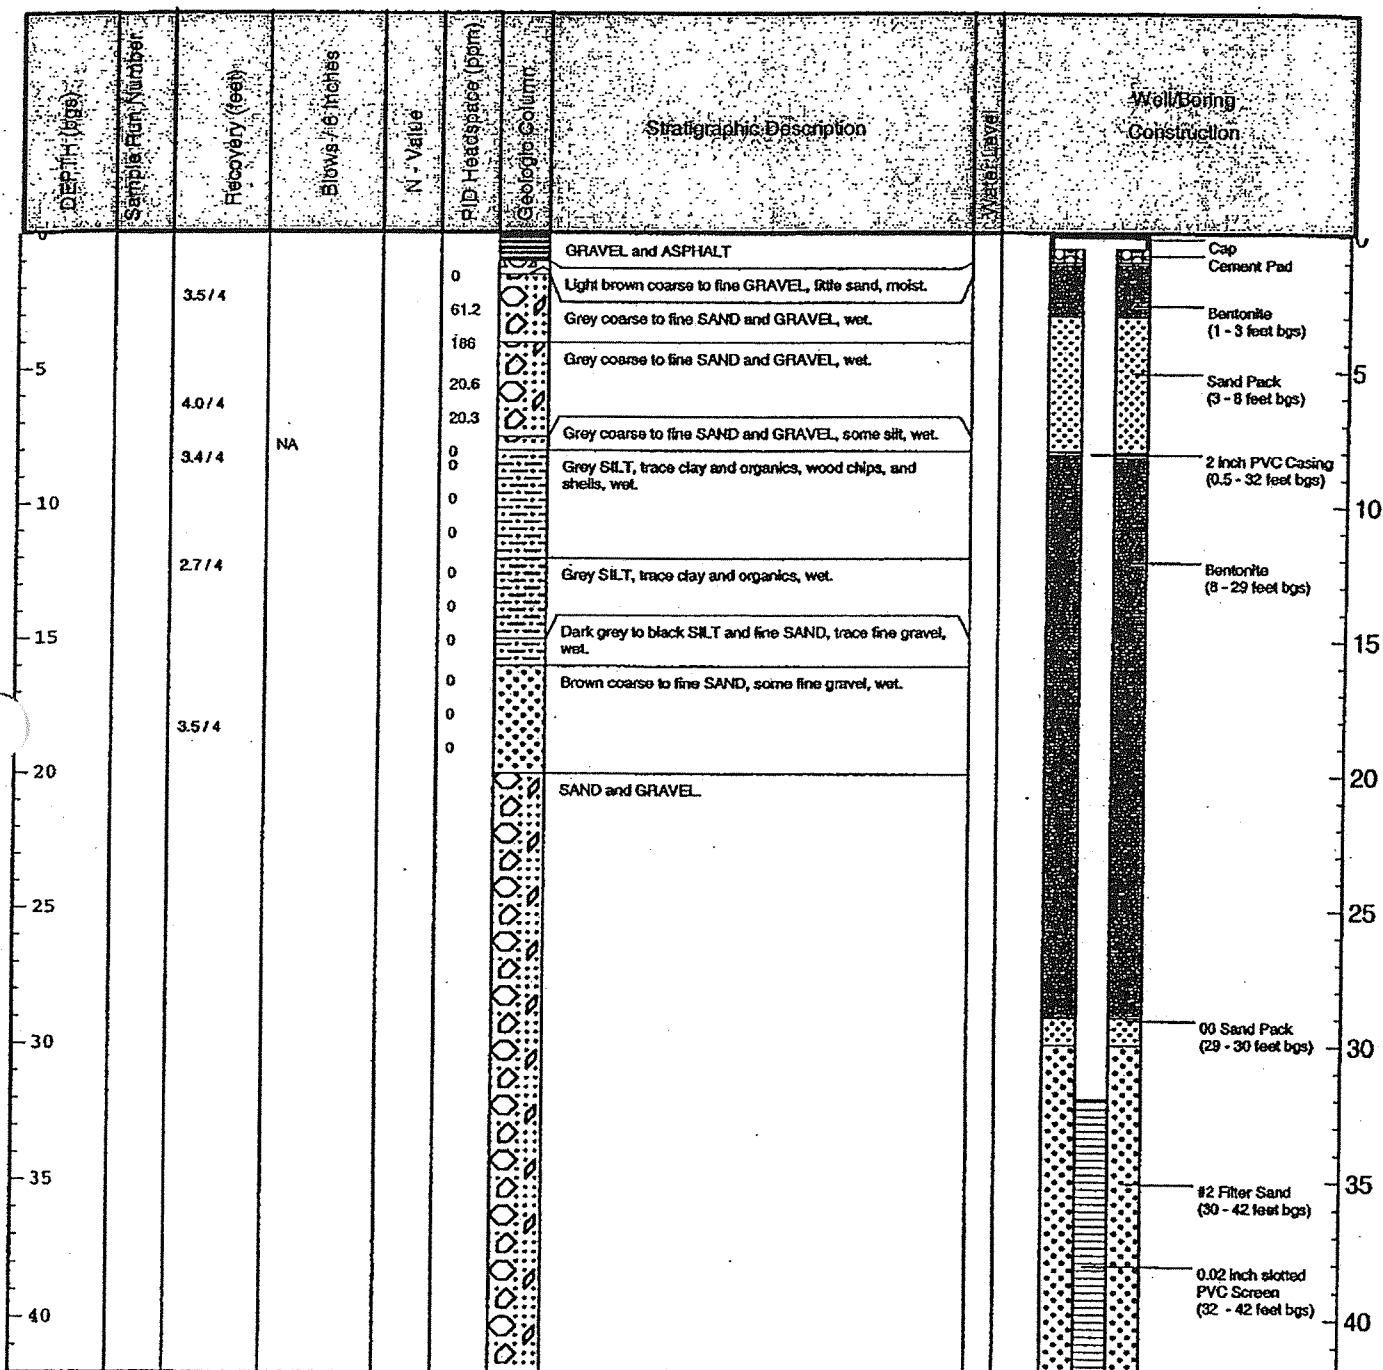 DEPTH (bgs)
Sample/Run Number
Recovery (feet)
Blows / 6 Inches
N - Value
PID Headspace (ppm)
Geologic Column
Stratigraphic Description
Water Level
Well/Boring
Construction
0
0
GRAVEL and ASPHALT
Cap
Cement Pad
0
Light brown coarse to fine GRAVEL, little sand, moist.
3.5 / 4
61.2
Grey coarse to fine SAND and GRAVEL, wet.
Bentonite
(1 - 3 feet bgs)
186
Grey coarse to fine SAND and GRAVEL, wet.
5
5
20.6
Sand Pack
(3 - 8 feet bgs)
4.0 / 4
20.3
Grey coarse to fine SAND and GRAVEL, some silt, wet.
NA
0
3.4 / 4
0
Grey SILT, trace clay and organics, wood chips, and
shells, wet.
2 Inch PVC Casing
(0.5 - 32 feet bgs)
0
10
10
0
2.7 / 4
0
Grey SILT, trace clay and organics, wet.
Bentonite
(8 - 29 feet bgs)
0
Dark grey to black SILT and fine SAND, trace fine gravel,
wet.
15
0
15
0
Brown coarse to fine SAND, some fine gravel, wet.
0
3.5 / 4
0
20
20
SAND and GRAVEL.
25
25
00 Sand Pack
(29 - 30 feet bgs)
30
30
35
35
#2 Filter Sand
(30 - 42 feet bgs)
0.02 inch slotted
PVC Screen
(32 - 42 feet bgs)
40
40